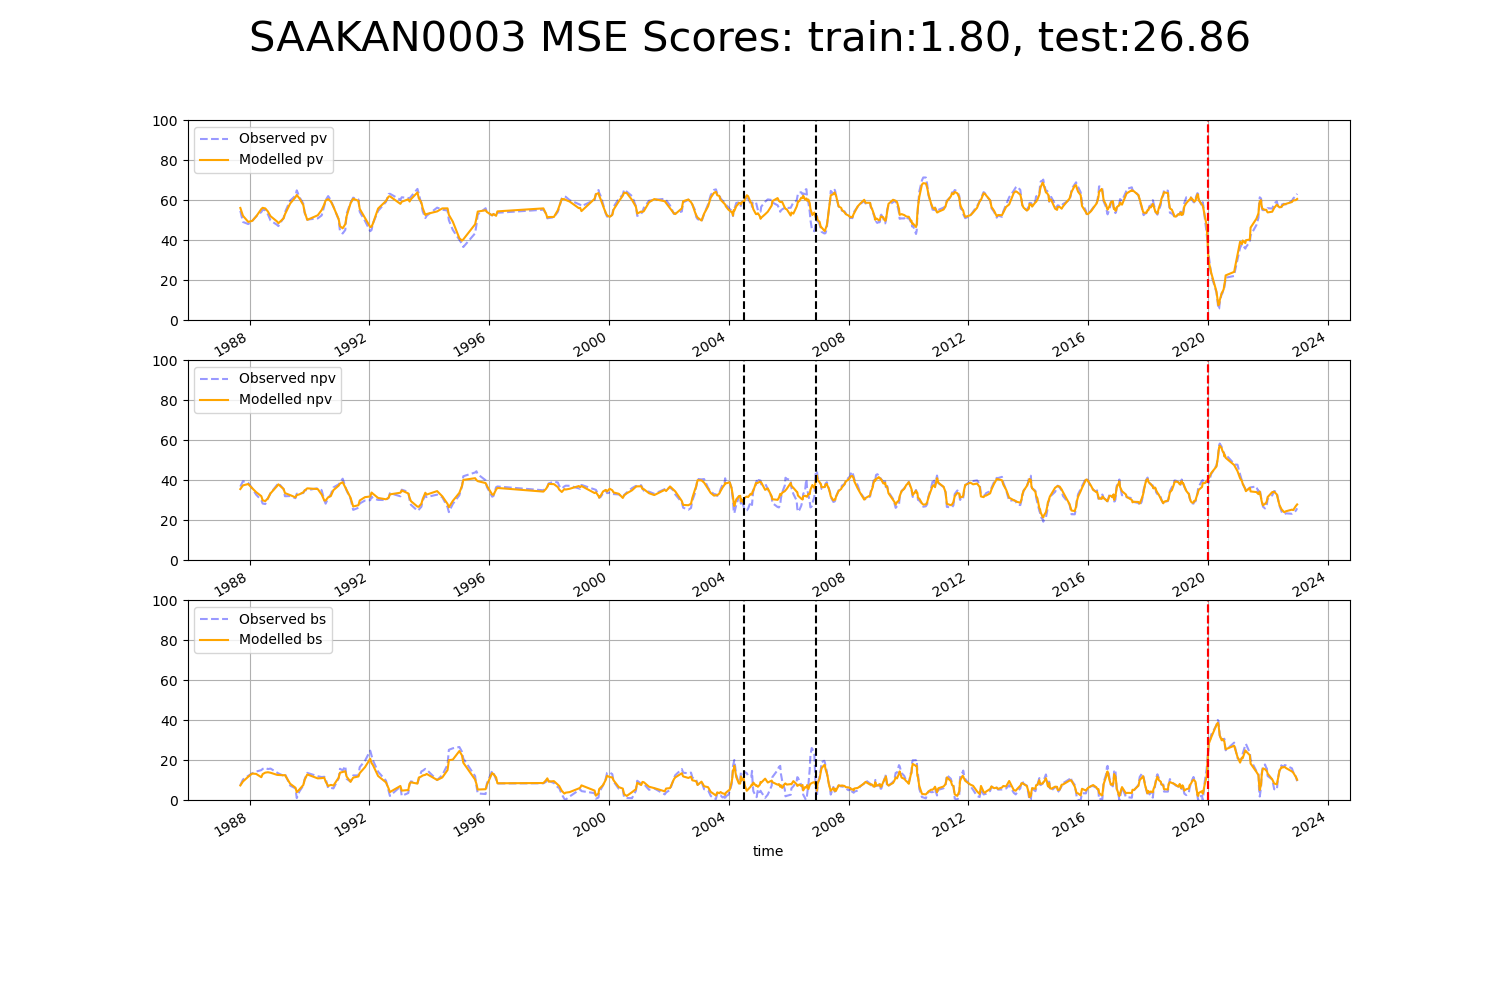 SAAKAN0003 MSE Scores: train:1.80, test:26.86
100
80
60
40
20
0
Observed pv
Modelled pv
1988 1992 1996 2000 2004 2008 2012 2016 2020 2024
100
80
60
40
20
0
Observed npv
Modelled npv
1988 1992 1996 2000 2004 2008 2012 2016 2020 2024
100
80
60
40
20
0
Observed bs
Modelled bs
1988 1992 1996 2000 2004 2008 2012 2016 2020 2024
time